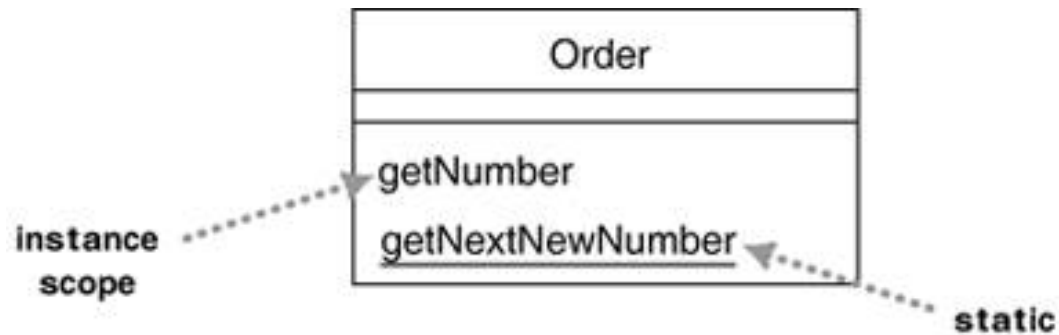 Order
getNumber
instance
scope
getNextNewNumber
static